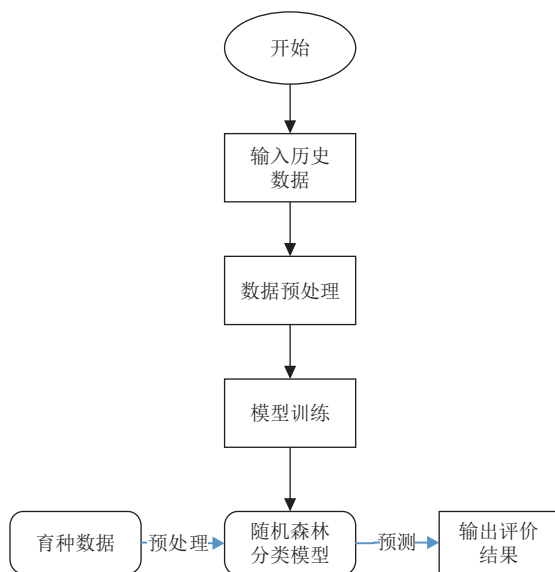 开始
输入历史
数据
数据预处理
模型训练
育种数据
预处理
随机森林
分类模型
预测
输出评价
结果